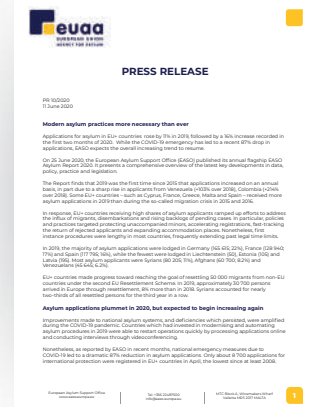 euaa
EUROPEAN UNION
AGENCY FOR ASYLUM
PRESS RELEASE
PR 10/2020
11 June 2020
Modern asylum practices more necessary than ever
Applications for asylum in EU+ countries rose by 11% in 2019, followed by a 16% increase recorded in
the first two months of 2020. While the COVID-19 emergency has led to a recent 87% drop in
applications, EASO expects the overall increasing trend to resume.
On 25 June 2020, the European Asylum Support Office (EASO) published its annual flagship EASO
Asylum Report 2020. It presents a comprehensive overview of the latest key developments in data,
policy, practice and legislation.
The Report finds that 2019 was the first time since 2015 that applications increased on an annual
basis, in part due to a sharp rise in applicants from Venezuela (+103% over 2018), Colombia (+214%
over 2018). Some EU+ countries – such as Cyprus, France, Greece, Malta and Spain – received more
asylum applications in 2019 than during the so-called migration crisis in 2015 and 2016.
In response, EU+ countries receiving high shares of asylum applicants ramped up efforts to address
the influx of migrants, disembarkations and rising backlogs of pending cases. In particular, policies
and practices targeted protecting unaccompanied minors, accelerating registrations, fast-tracking
the return of rejected applicants and expanding accommodation places. Nonetheless, first
instance procedures were lengthy in most countries, frequently extending past legal time limits.
In 2019, the majority of asylum applications were lodged in Germany (165 615; 22%), France (128 940;
17%) and Spain (117 795; 16%), while the fewest were lodged in Liechtenstein (50), Estonia (105) and
Latvia (195). Most asylum applicants were Syrians (80 205; 11%), Afghans (60 700; 8.2%) and
Venezuelans (45 645; 6.2%).
EU+ countries made progress toward reaching the goal of resettling 50 000 migrants from non-EU
countries under the second EU Resettlement Scheme. In 2019, approximately 30 700 persons
arrived in Europe through resettlement, 8% more than in 2018. Syrians accounted for nearly
two-thirds of all resettled persons for the third year in a row.
Asylum applications plummet in 2020, but expected to begin increasing again
Improvements made to national asylum systems, and deficiencies which persisted, were amplified
during the COVID-19 pandemic. Countries which had invested in modernising and automating
asylum procedures in 2019 were able to restart operations quickly by processing applications online
and conducting interviews through videoconferencing.
Nonetheless, as reported by EASO in recent months, national emergency measures due to
COVID-19 led to a dramatic 87% reduction in asylum applications. Only about 8 700 applications for
international protection were registered in EU+ countries in April, the lowest since at least 2008.
European Asylum Support Office
1